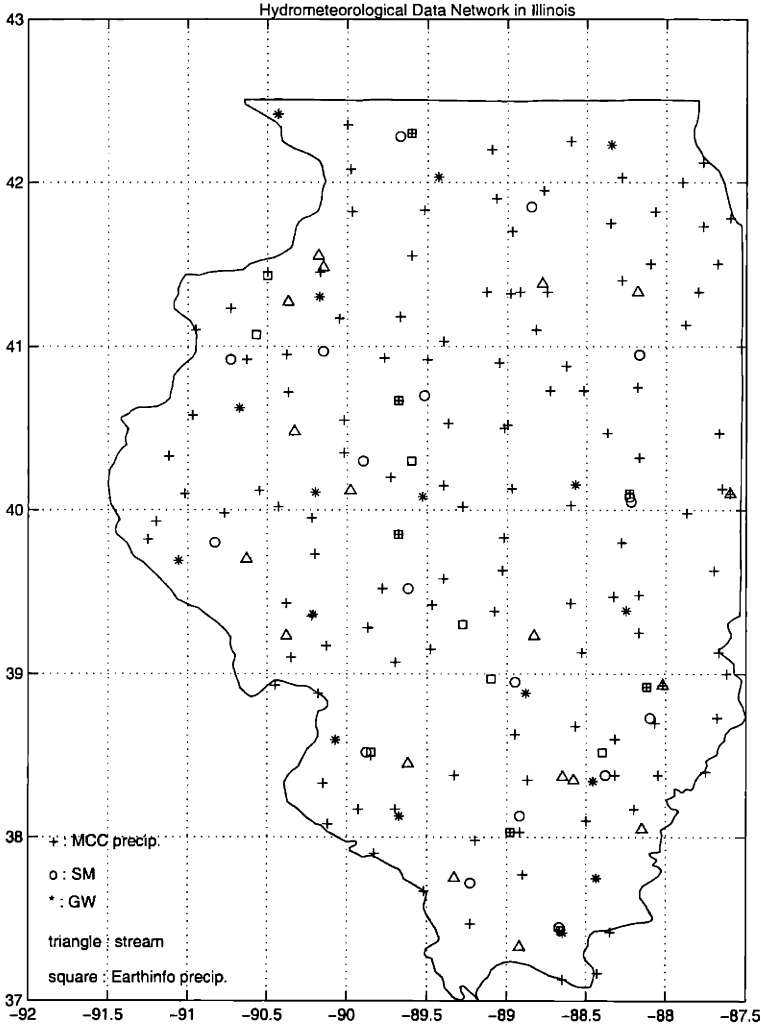 Hydrometeorological Data Network in Illinois
43
42
41
40
39
38
37
+ : MCC precip.
o : SM
* : GW
triangle : stream
square : Earthinfo precip.
-92 -91.5 -91 -90.5 -90 -89.5 -89 -88.5 -88 -87.5